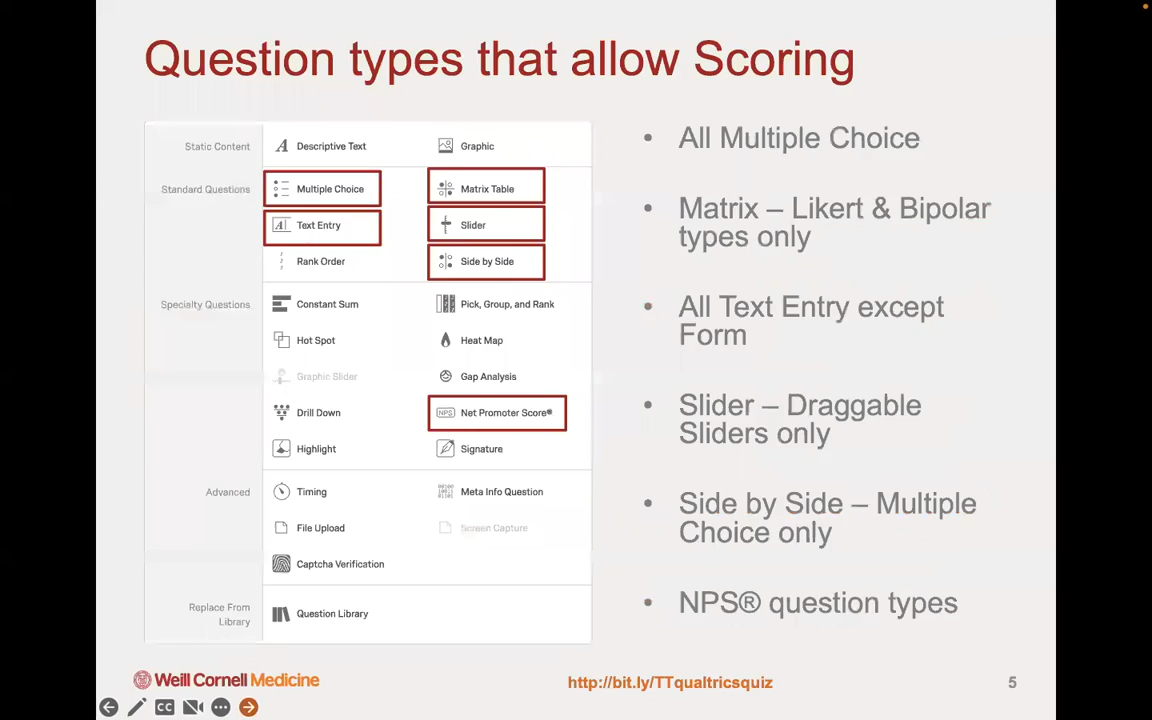 Question types that allow Scoring
Static Content
Descriptive Text
Graphic
Standard Questions
Multiple Choice
Matrix Table
Text Entry
Slider
Rank Order
Side by Side
Specialty Questions
Constant Sum
Pick, Group, and Rank
Hot Spot
Heat Map
Graphic Slider
Gap Analysis
Drill Down
NPS
Net Promoter Score®
Highlight
Signature
Advanced
Timing
Meta Info Question
File Upload
Screen Capture
Captcha Verification
Replace From
Library
Question Library
• All Multiple Choice
• Matrix – Likert & Bipolar
types only
• All Text Entry except
Form
• Slider – Draggable
Sliders only
• Side by Side – Multiple
Choice only
• NPS® question types
Weill Cornell Medicine
http://bit.ly/TTqualtricsquiz
5
CC